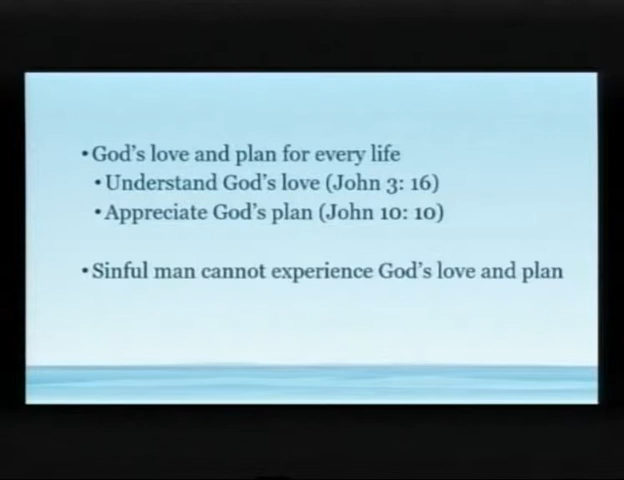 •God's love and plan for every life
•Understand God's love (John 3: 16)
•Appreciate God's plan (John 10: 10)
•Sinful man cannot experience God's love and plan